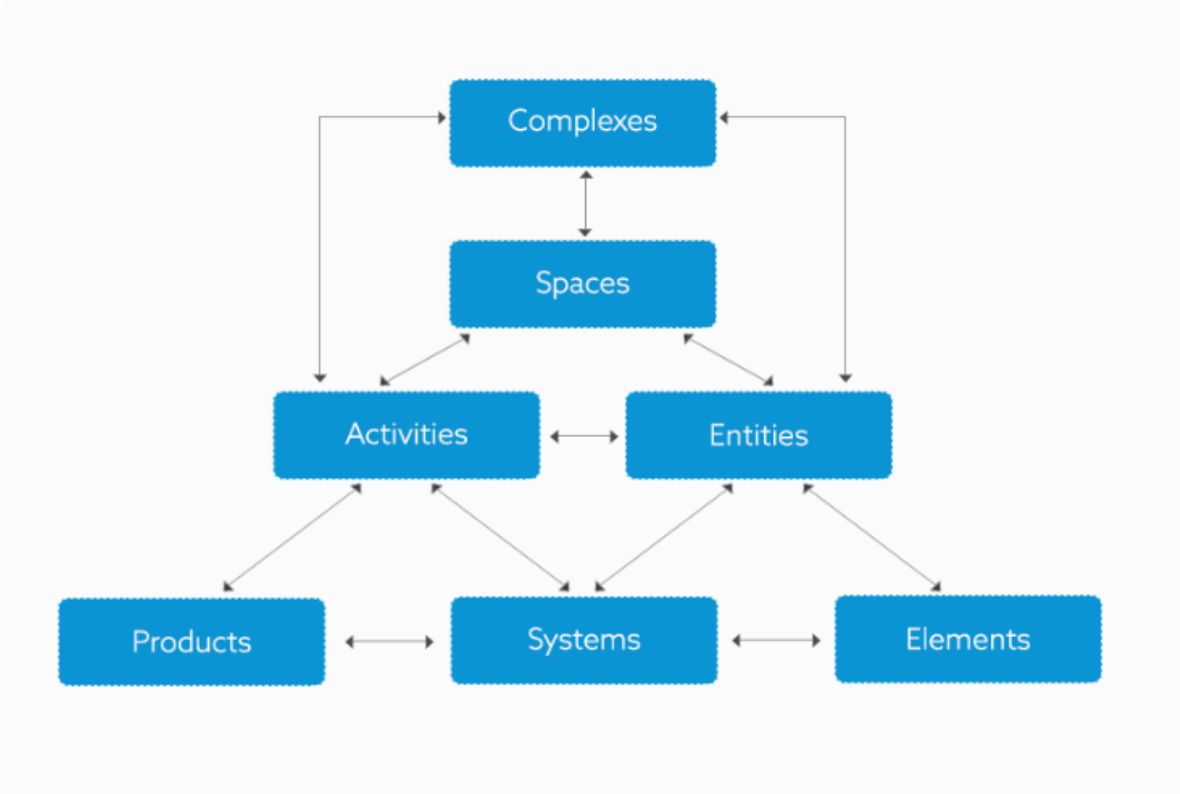 Complexes
Spaces
Activities
Entities
Products
Systems
Elements